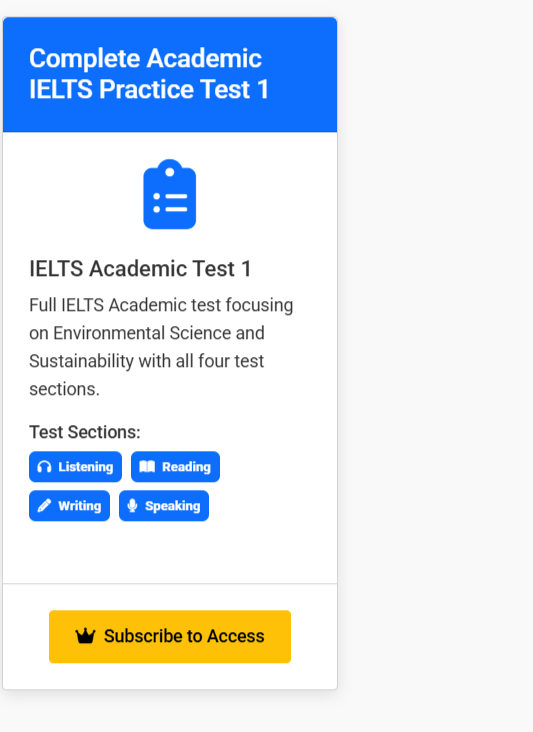 Complete Academic
IELTS Practice Test 1
IELTS Academic Test 1
Full IELTS Academic test focusing
on Environmental Science and
Sustainability with all four test
sections.
Test Sections:
Listening Reading
Writing Speaking
Subscribe to Access